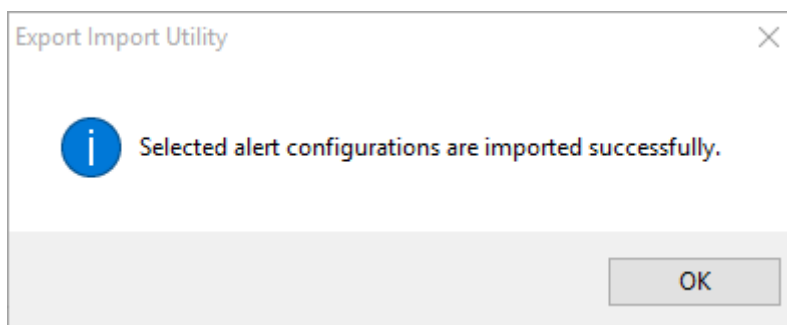 Export Import Utility
Selected alert configurations are imported successfully.
OK